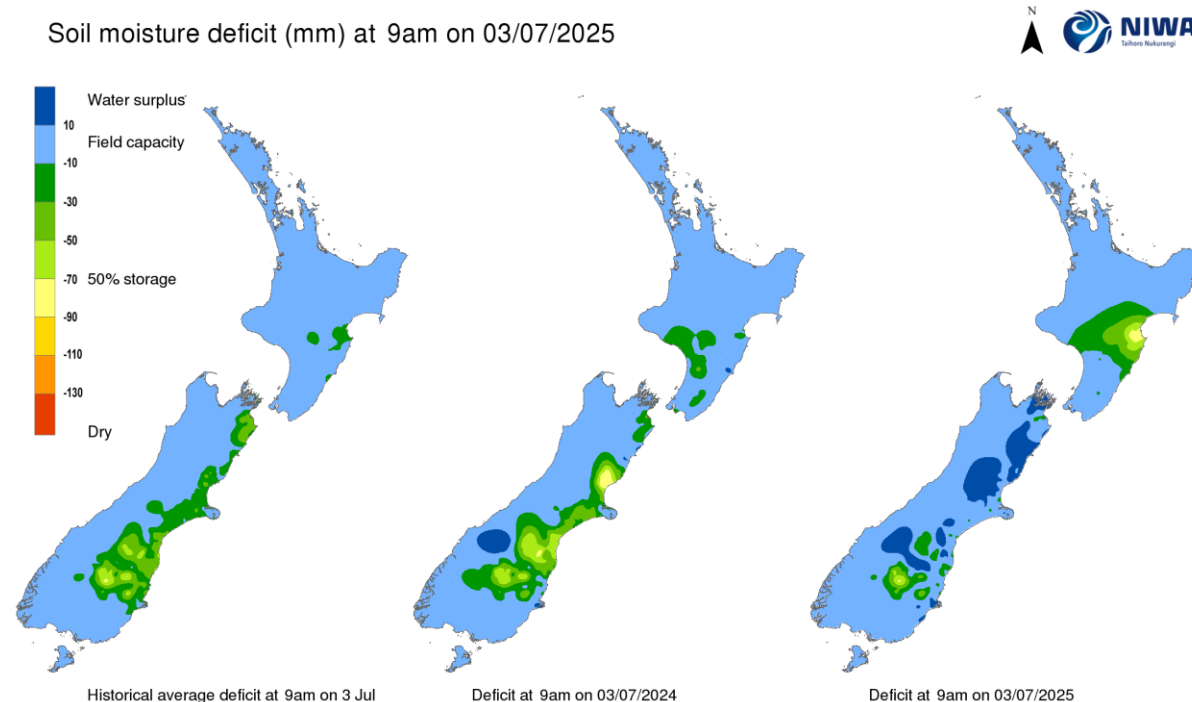 Soil moisture deficit (mm) at 9am on 03/07/2025
N
NIWA
Taihoro Nukurangi
Water surplus
10
Field capacity
-10
-30
-50
-70
50% storage
-90
-110
-130
Dry
Historical average deficit at 9am on 3 Jul
Deficit at 9am on 03/07/2024
Deficit at 9am on 03/07/2025